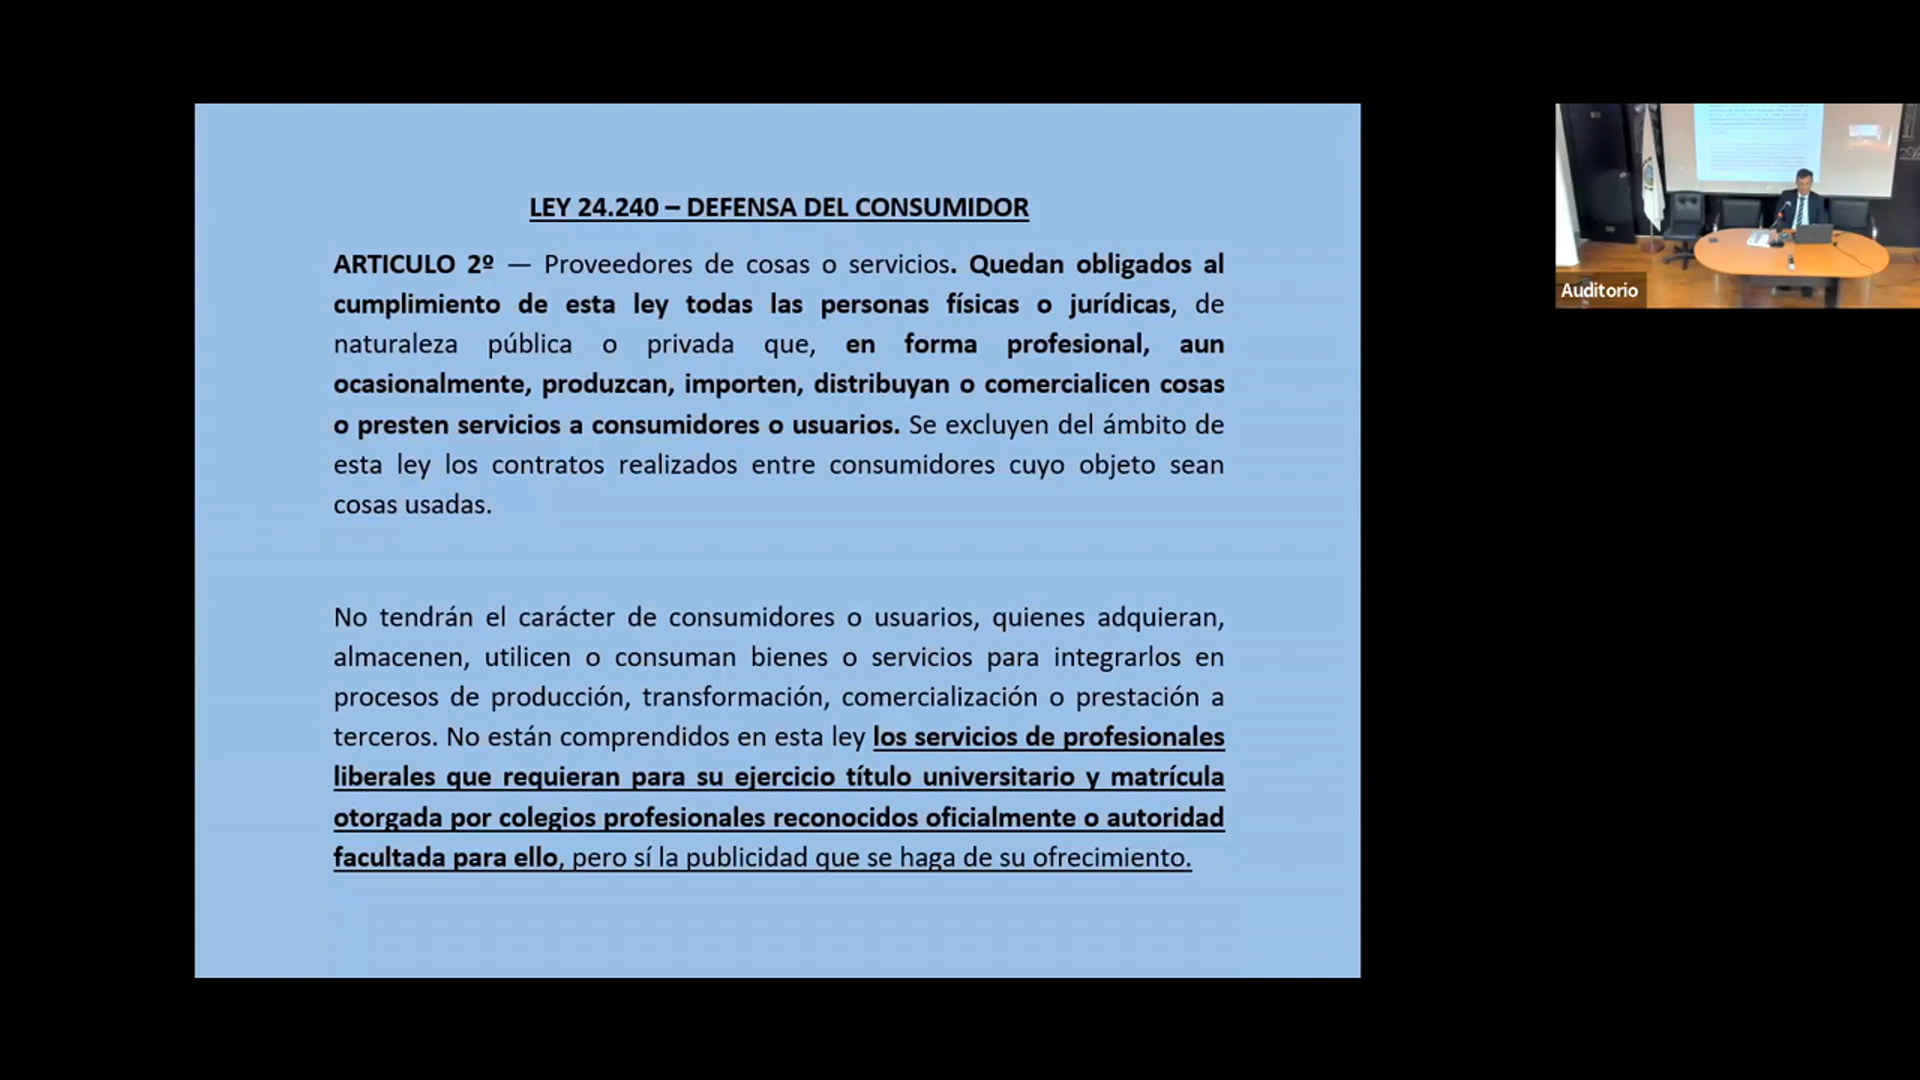 LEY 24.240 – DEFENSA DEL CONSUMIDOR
ARTICULO 2º — Proveedores de cosas o servicios. Quedan obligados al
cumplimiento de esta ley todas las personas físicas o jurídicas, de
naturaleza pública o privada que, en forma profesional, aun
ocasionalmente, produzcan, importen, distribuyan o comercialicen cosas
o presten servicios a consumidores o usuarios. Se excluyen del ámbito de
esta ley los contratos realizados entre consumidores cuyo objeto sean
cosas usadas.
No tendrán el carácter de consumidores o usuarios, quienes adquieran,
almacenen, utilicen o consuman bienes o servicios para integrarlos en
procesos de producción, transformación, comercialización o prestación a
terceros. No están comprendidos en esta ley los servicios de profesionales
liberales que requieran para su ejercicio título universitario y matrícula
otorgada por colegios profesionales reconocidos oficialmente o autoridad
facultada para ello, pero sí la publicidad que se haga de su ofrecimiento.
Auditorio